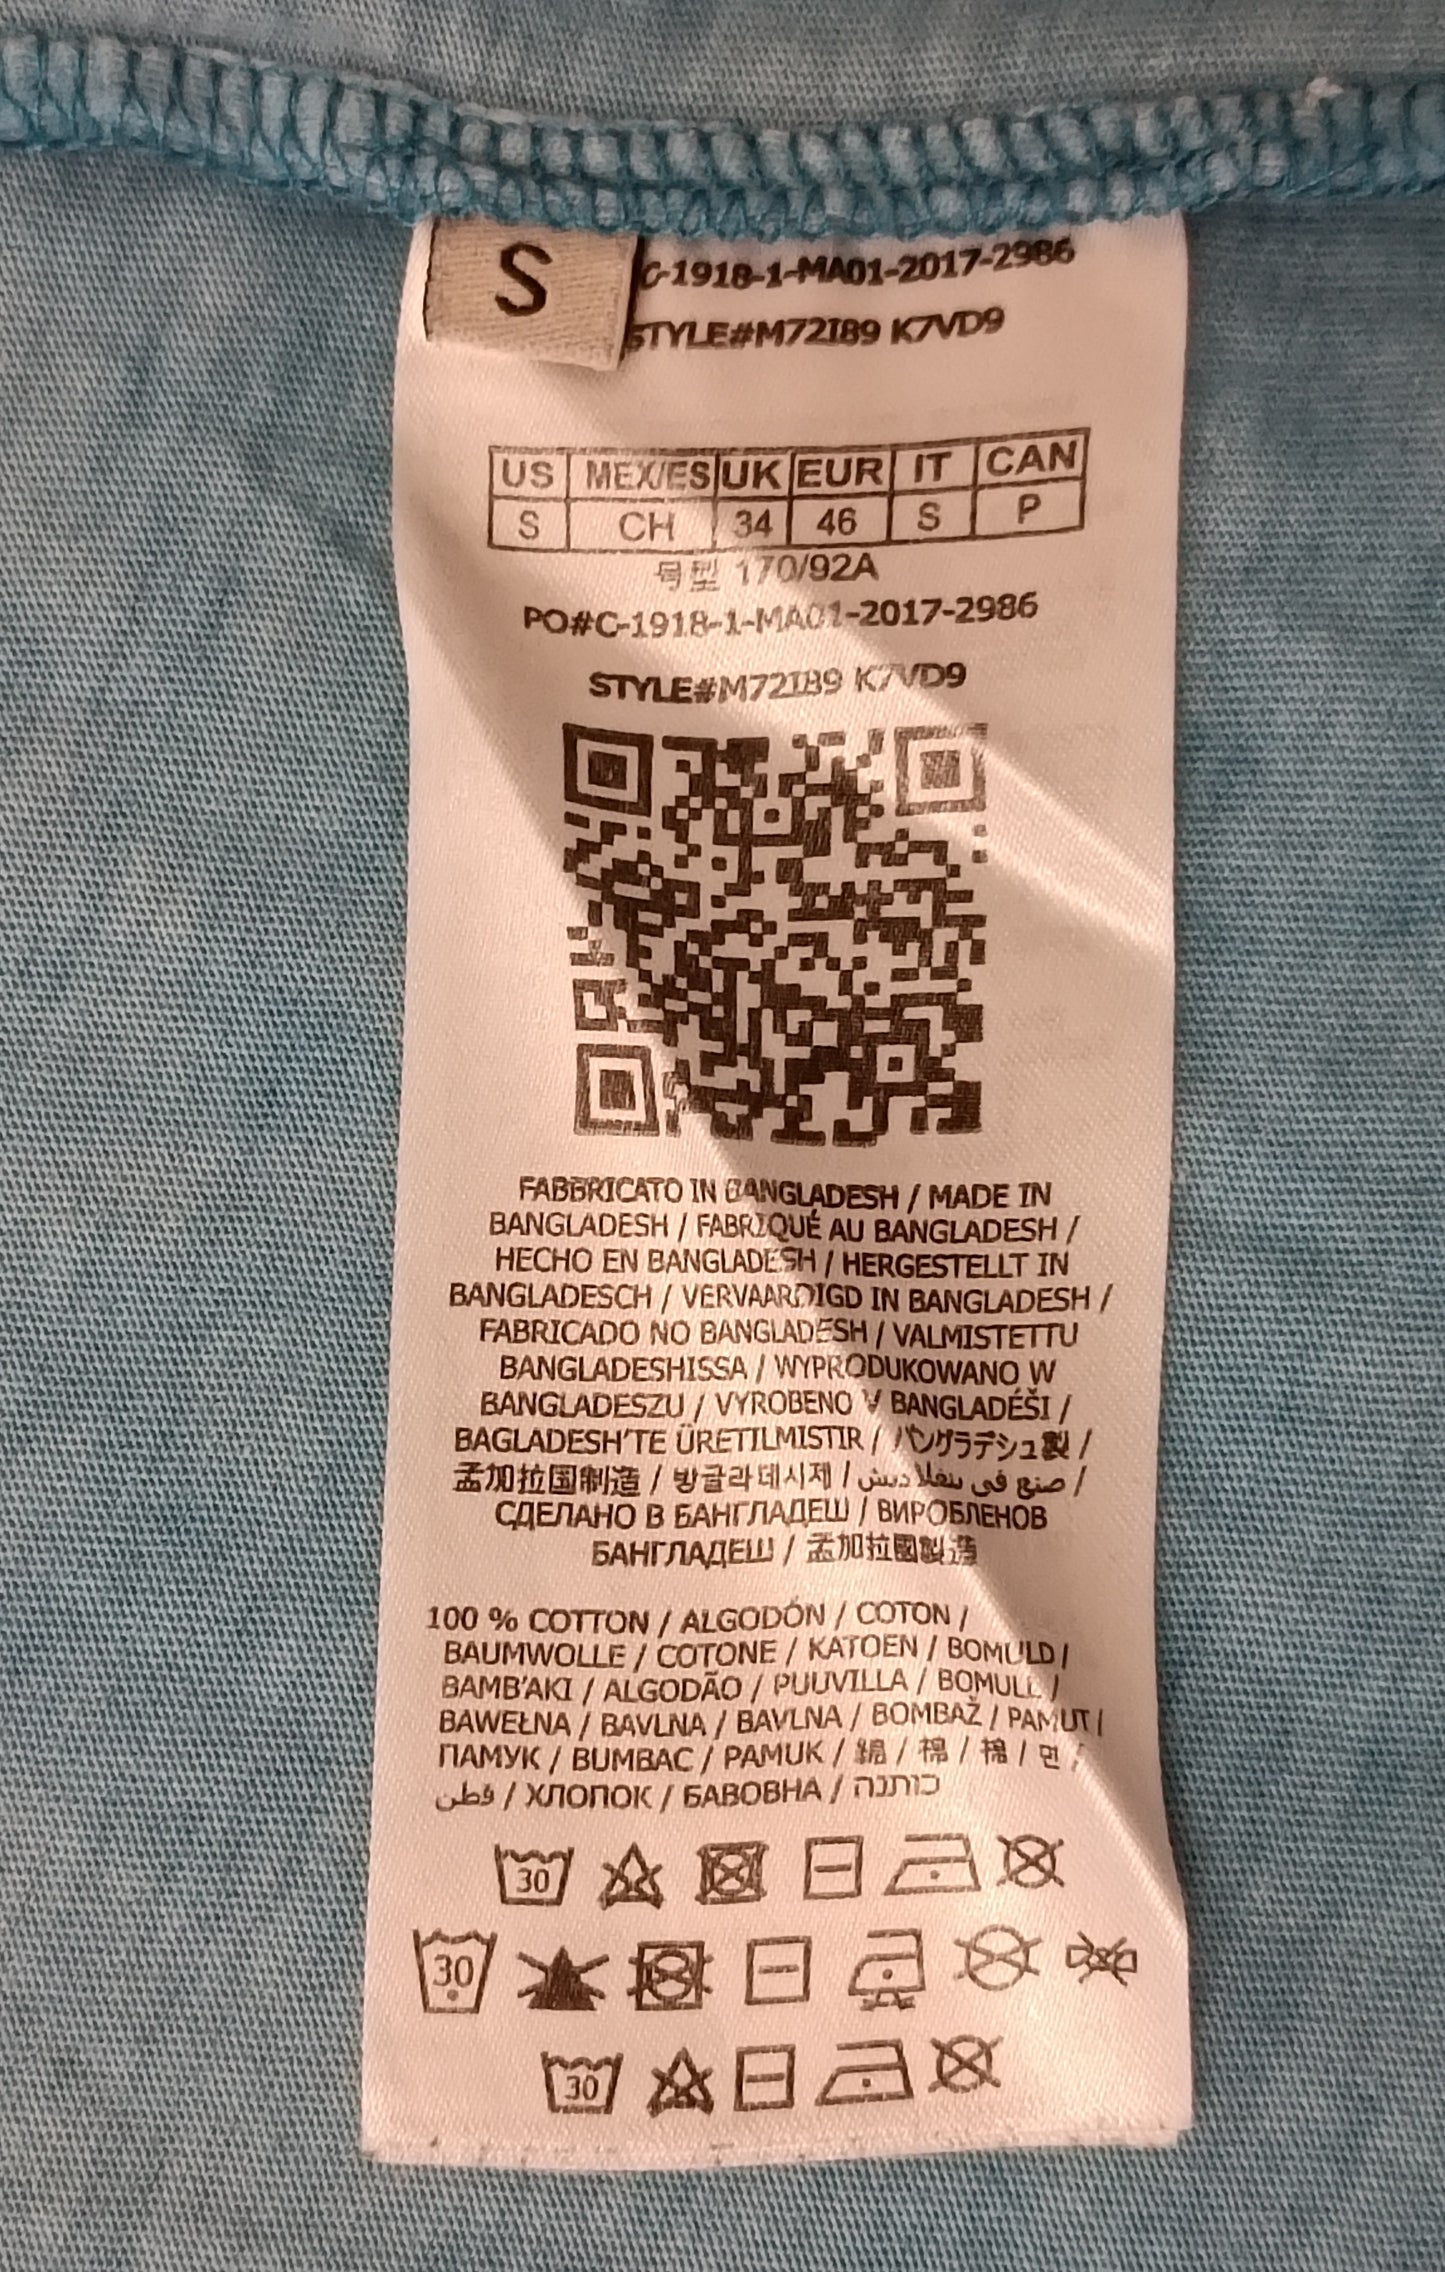 S
C-1918-1-MA01-2017-2986
STYLE#M72I89 K7VD9
US MEX/ES UK EUR IT CAN
S CH 34 46 S P
号型 170/92A
PO#C-1918-1-MA01-2017-2986
STYLE#M72I89 K7VD9
FABBRICATO IN BANGLADESH / MADE IN
BANGLADESH / FABRIQUÉ AU BANGLADESH /
HECHO EN BANGLADESH / HERGESTELLT IN
BANGLADESCH / VERVAARDIGD IN BANGLADESH /
FABRICADO NO BANGLADESH / VALMISTETTU
BANGLADESHISSA / WYPRODUKOWANO W
BANGLADESZU / VYROBENO V BANGLADÉŠI /
BAGLADESH'TE ÜRETILMISTIR / バングラデシュ製 /
孟加拉国制造 / 방글라데시제 / صنع في بنغلاديش /
СДЕЛАНО В БАНГЛАДЕШ / ВИРОБЛЕНОВ
БАНГЛАДЕШ / 孟加拉國製造
100 % COTTON / ALGODÓN / COTON /
BAUMWOLLE / COTONE / KATOEN / BOMULD /
BAMB'AKI / ALGODÃO / PUUVILLA / BOMULL /
BAWEŁNA / BAVLNA / BAVLNA / BOMBAŽ / PAMUT /
ПАМУК / BUMBAC / PAMUK / 綿 / 棉 / 棉 / 면 /
قطن / ХЛОПОК / БАВОВНА / כותנה
30
30
30